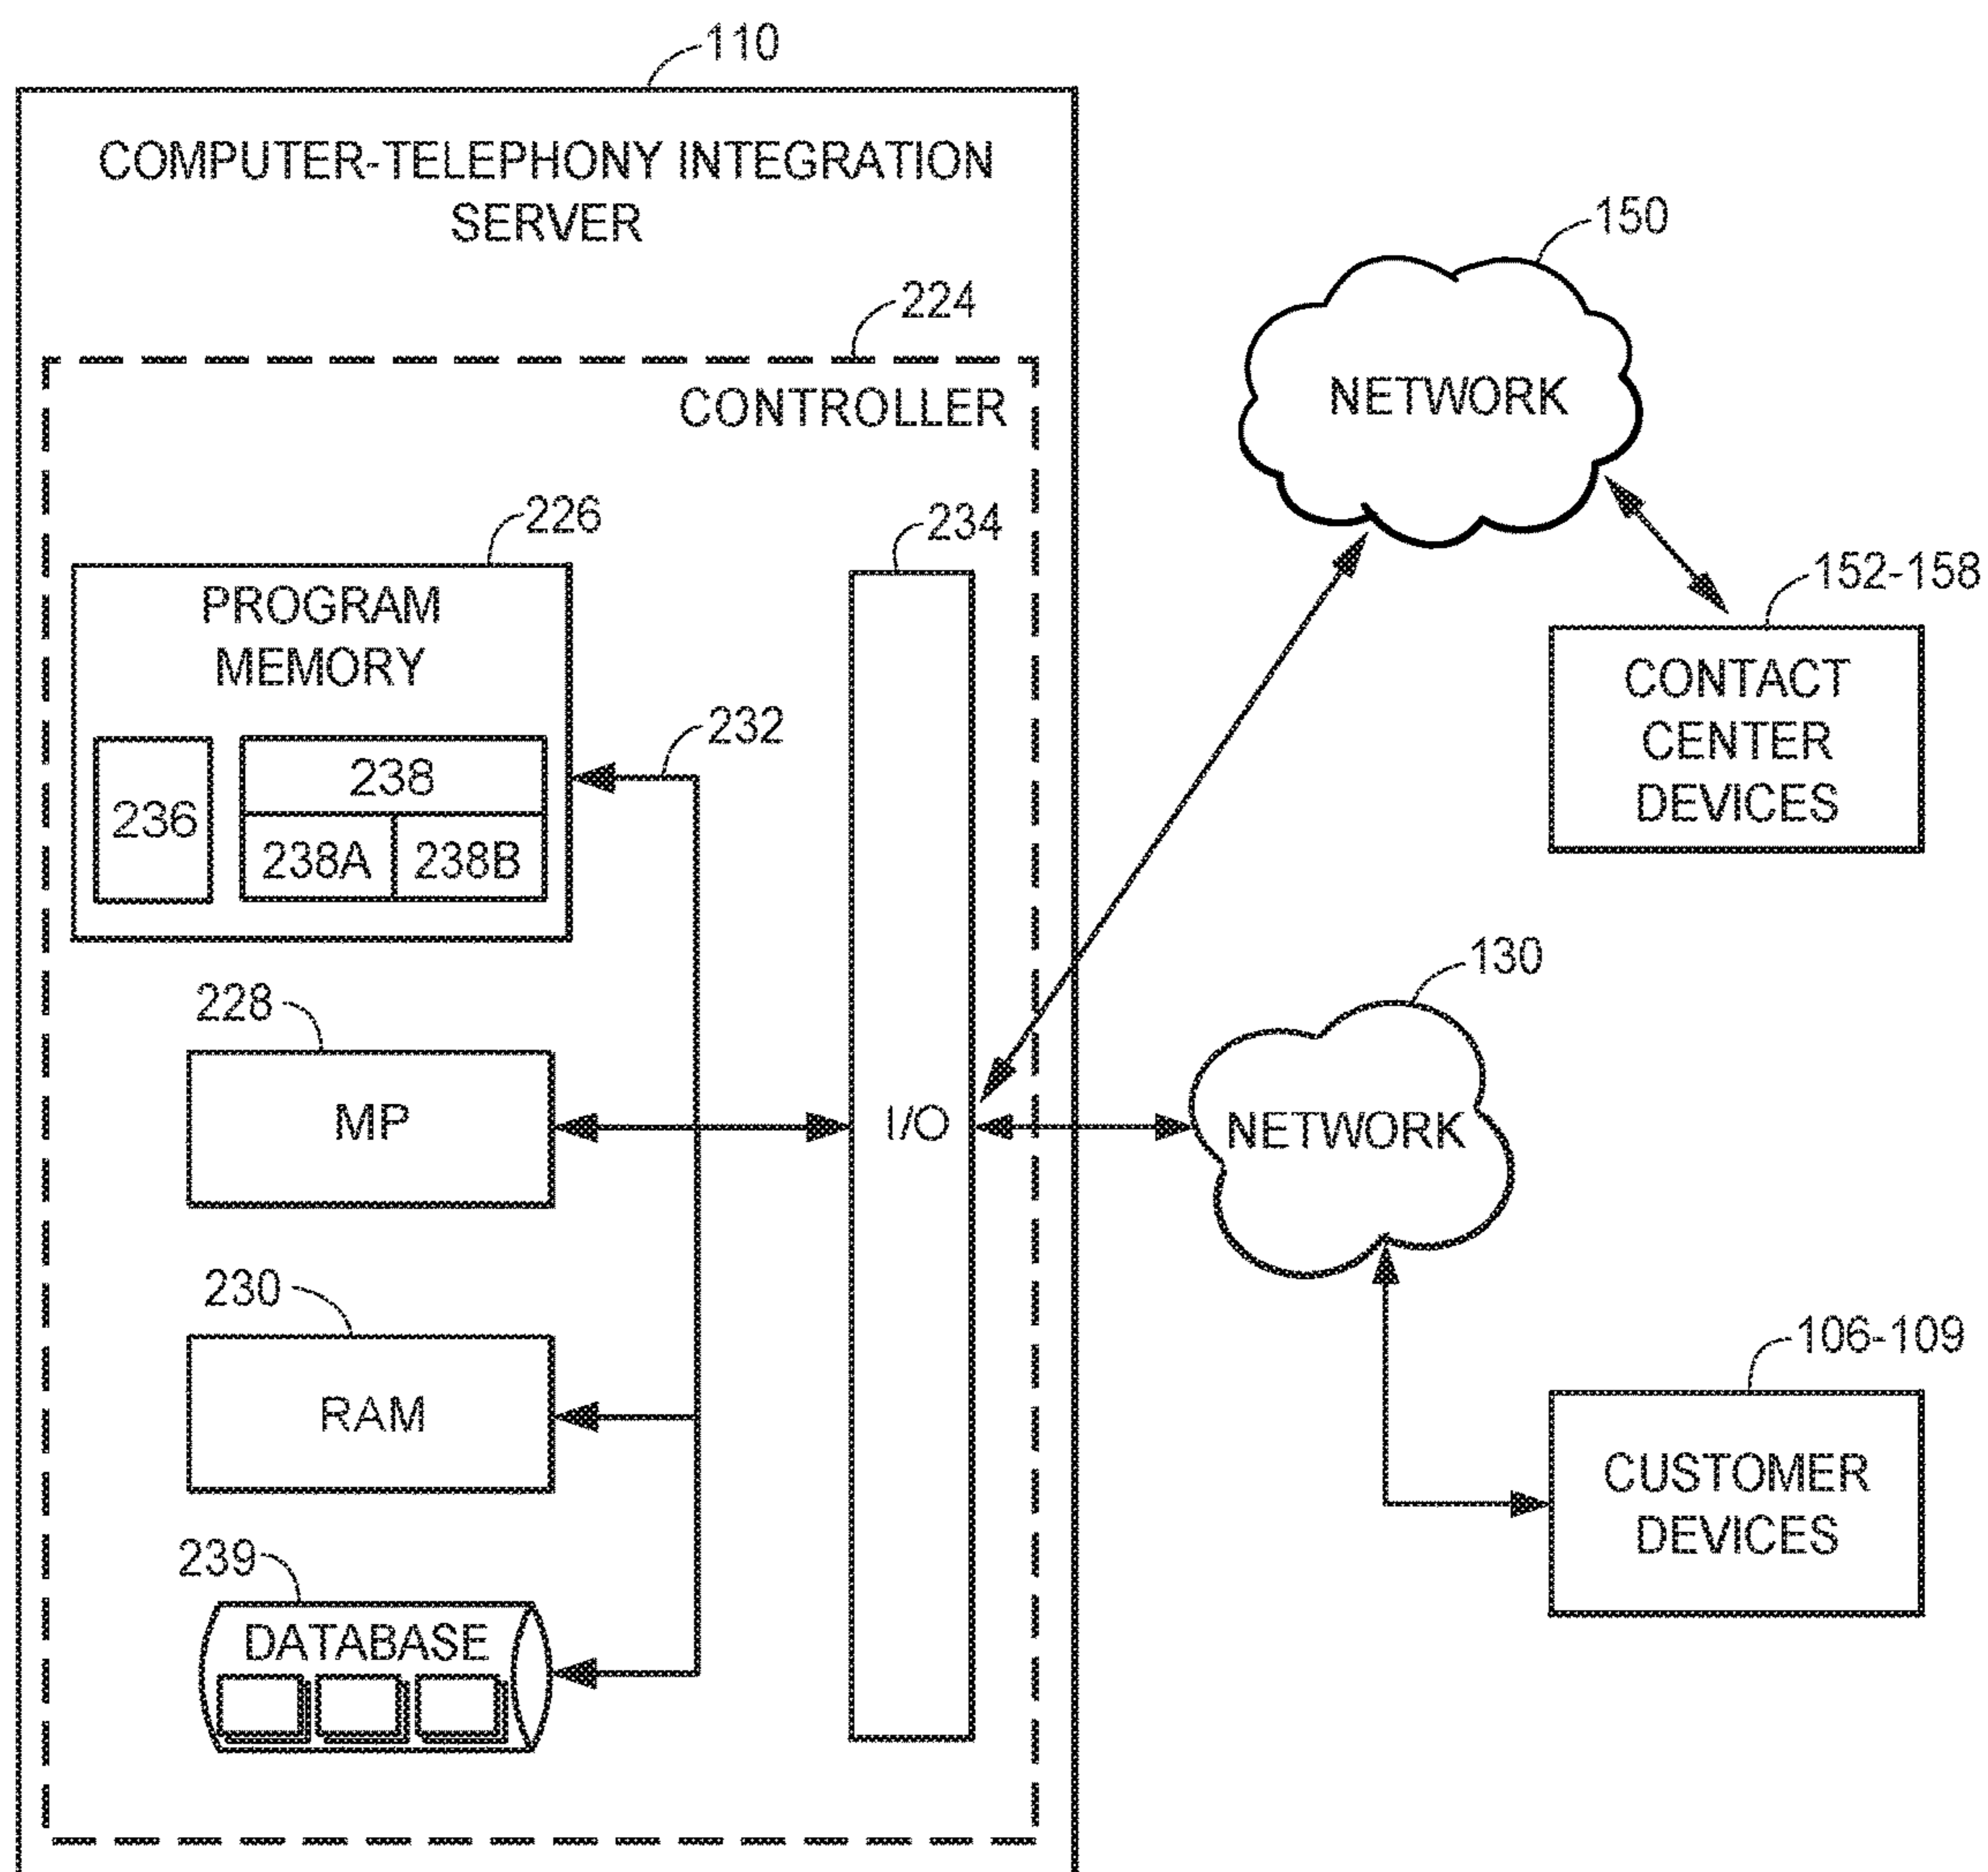 110
COMPUTER-TELEPHONY INTEGRATION
SERVER
224
CONTROLLER
226
PROGRAM
MEMORY
236
238
238A
238B
232
234
I/O
228
MP
230
RAM
239
DATABASE
150
NETWORK
152-158
CONTACT
CENTER
DEVICES
130
NETWORK
106-109
CUSTOMER
DEVICES